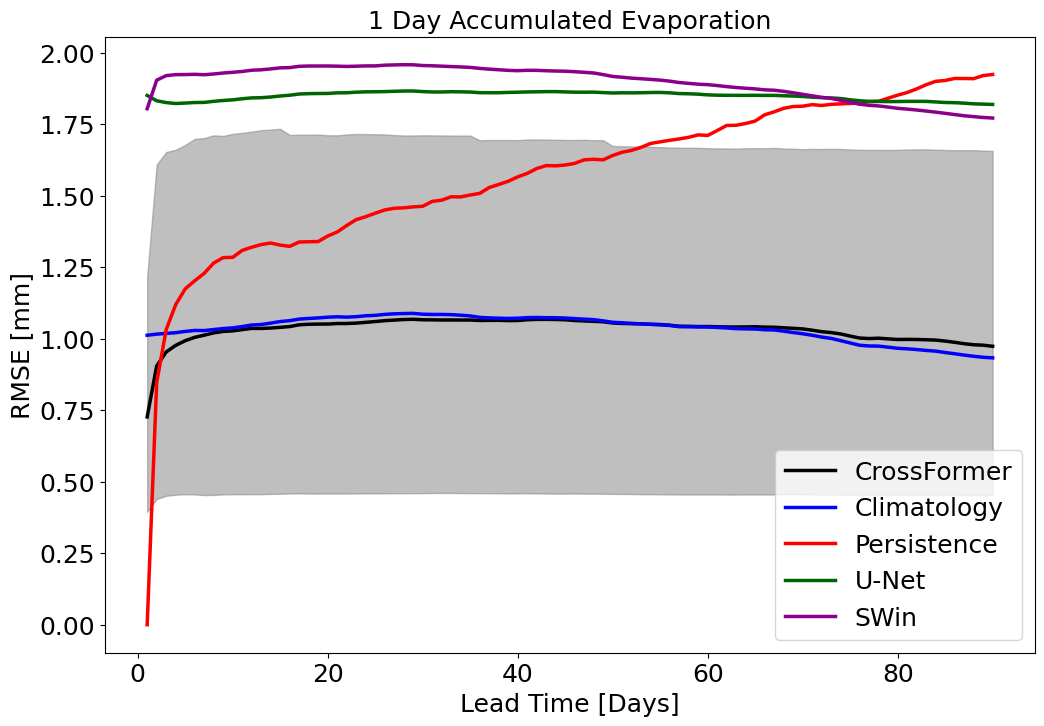 1 Day Accumulated Evaporation
RMSE [mm]
2.00
1.75
1.50
1.25
1.00
0.75
0.50
0.25
0.00
0
20
40
60
80
Lead Time [Days]
CrossFormer
Climatology
Persistence
U-Net
SWin